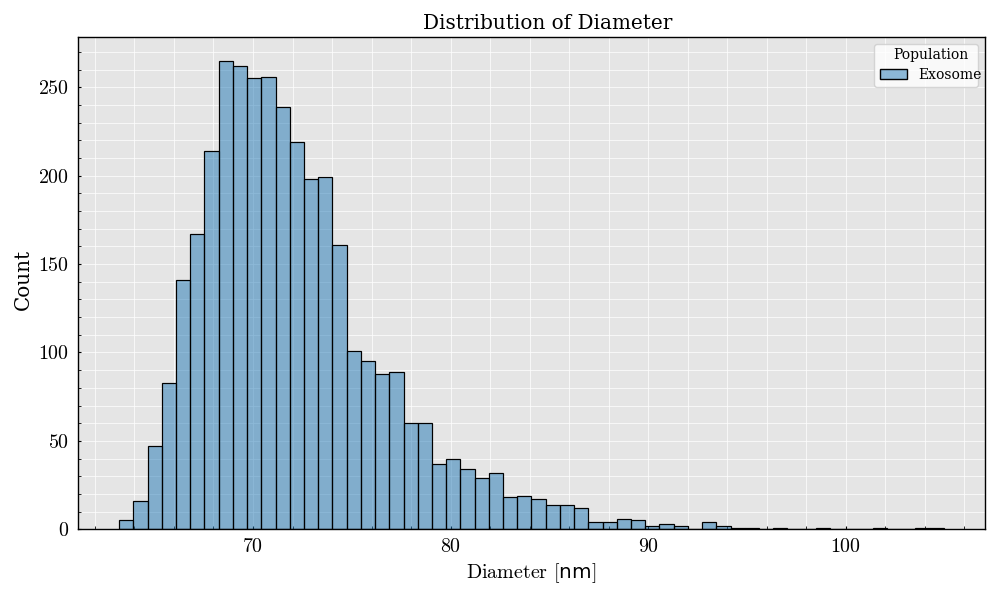 Distribution of Diameter
Population
Exosome
250
200
150
100
50
0
Count
70 80 90 100
Diameter [nm]